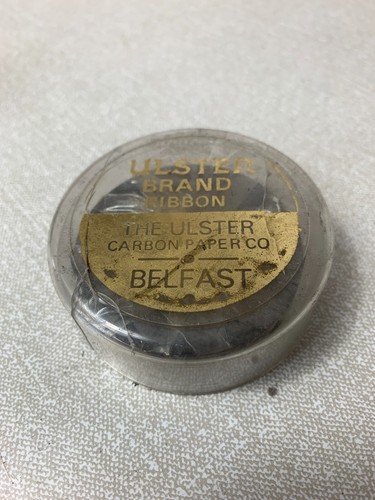 ULSTER
BRAND
RIBBON
THE ULSTER
CARBON PAPER CO
BELFAST